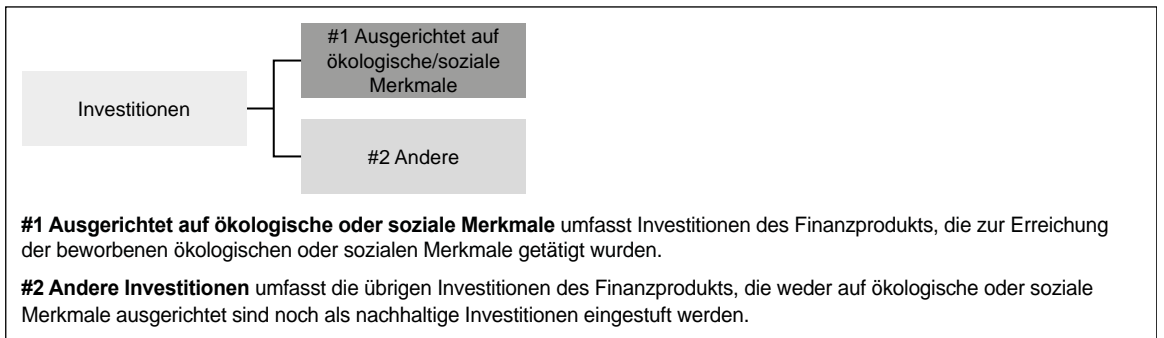 #1 Ausgerichtet auf
ökologische/soziale
Merkmale
Investitionen
#2 Andere
#1 Ausgerichtet auf ökologische oder soziale Merkmale umfasst Investitionen des Finanzprodukts, die zur Erreichung
der beworbenen ökologischen oder sozialen Merkmale getätigt wurden.
#2 Andere Investitionen umfasst die übrigen Investitionen des Finanzprodukts, die weder auf ökologische oder soziale
Merkmale ausgerichtet sind noch als nachhaltige Investitionen eingestuft werden.